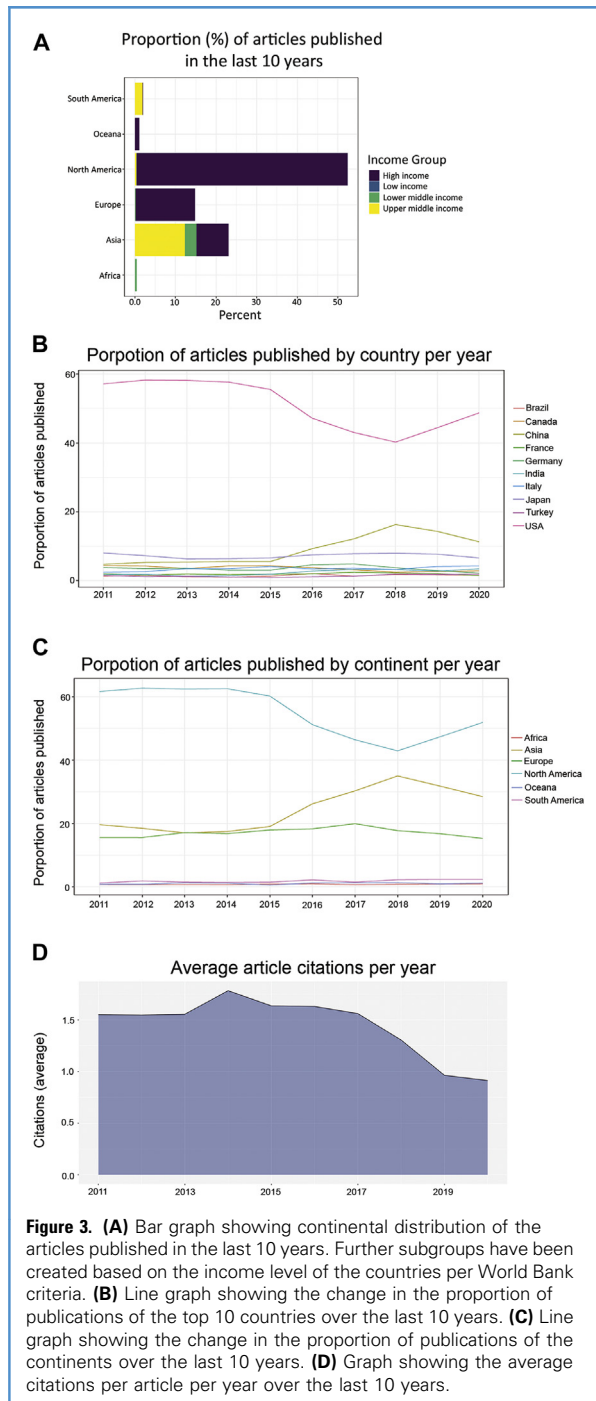 A
Proportion (%) of articles published
in the last 10 years
South America
Oceana
North America
Europe
Asia
Africa
0.0 10 20 30 40 50
Percent
Income Group
High income
Low income
Lower middle income
Upper middle income
B
Porpotion of articles published by country per year
Porpotion of articles published
60
40
20
0
2011 2012 2013 2014 2015 2016 2017 2018 2019 2020
Brazil
Canada
China
France
Germany
India
Italy
Japan
Turkey
USA
C
Porpotion of articles published by continent per year
Porpotion of articles published
60
40
20
0
2011 2012 2013 2014 2015 2016 2017 2018 2019 2020
Africa
Asia
Europe
North America
Oceana
South America
D
Average article citations per year
Citations (average)
1.5
1.0
0.5
0.0
2011 2013 2015 2017 2019
Figure 3. (A) Bar graph showing continental distribution of the
articles published in the last 10 years. Further subgroups have been
created based on the income level of the countries per World Bank
criteria. (B) Line graph showing the change in the proportion of
publications of the top 10 countries over the last 10 years. (C) Line
graph showing the change in the proportion of publications of the
continents over the last 10 years. (D) Graph showing the average
citations per article per year over the last 10 years.